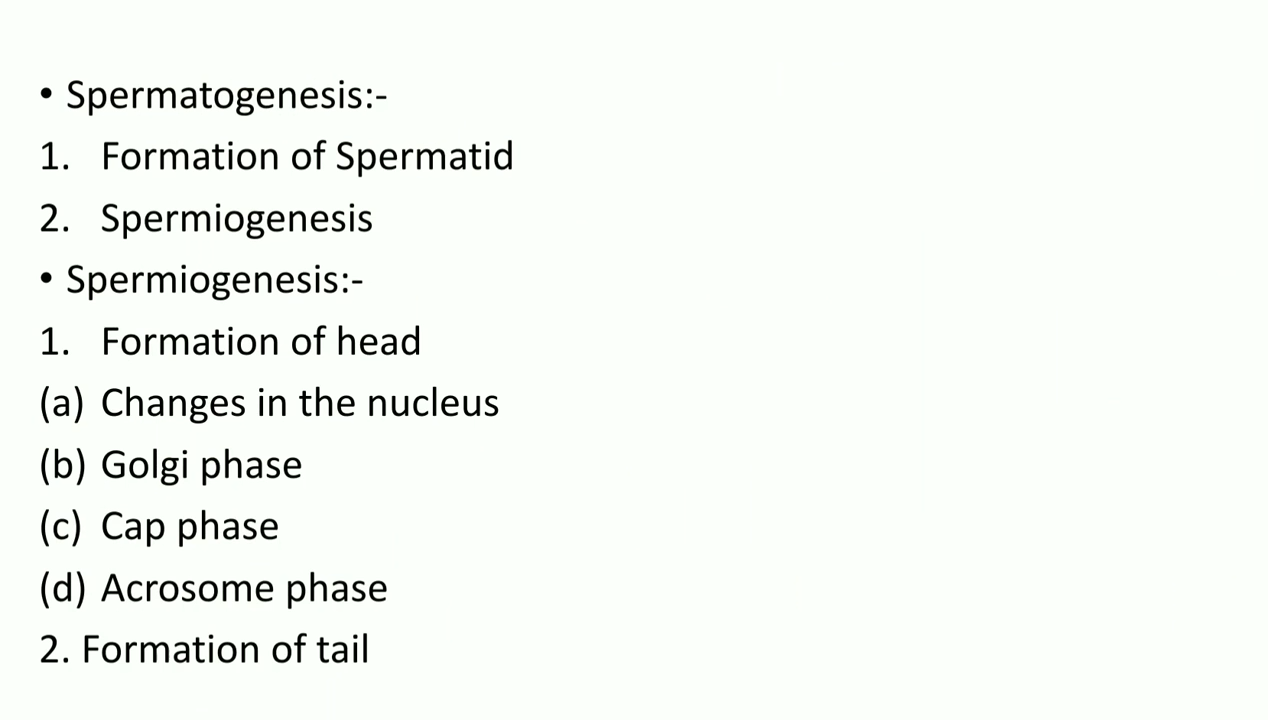 • Spermatogenesis:-
1. Formation of Spermatid
2. Spermiogenesis
• Spermiogenesis:-
1. Formation of head
(a) Changes in the nucleus
(b) Golgi phase
(c) Cap phase
(d) Acrosome phase
2. Formation of tail